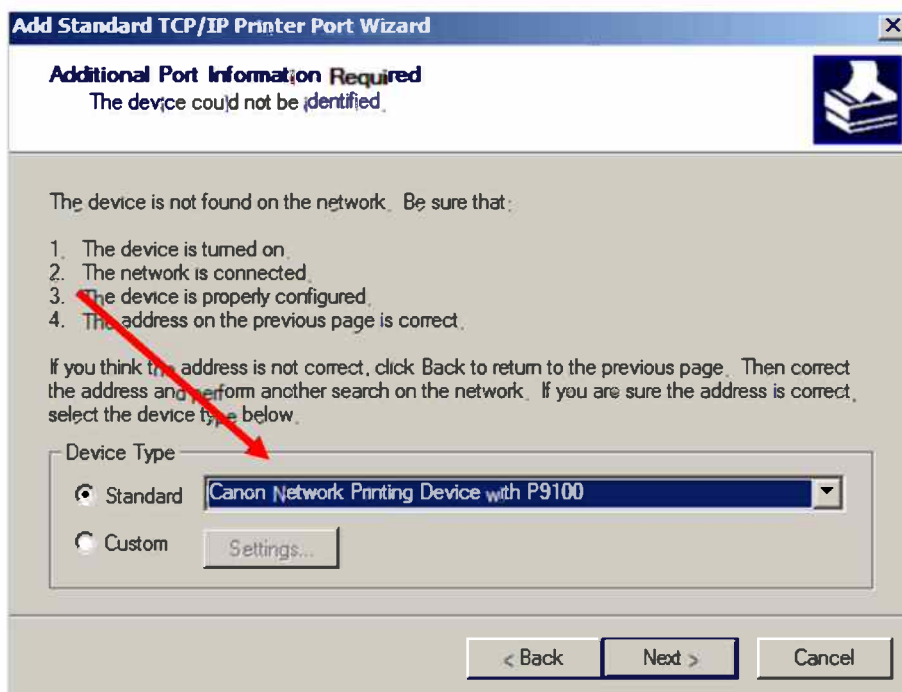 Add Standard TCP/IP Printer Port Wizard
Additional Port Information Required
The device could not be identified.
The device is not found on the network. Be sure that:
1. The device is turned on.
2. The network is connected.
3. The device is properly configured.
4. The address on the previous page is correct.
If you think the address is not correct, click Back to return to the previous page. Then correct
the address and perform another search on the network. If you are sure the address is correct,
select the device type below.
Device Type
Standard
Canon Network Printing Device with P9100
Custom
Settings...
< Back
Next >
Cancel